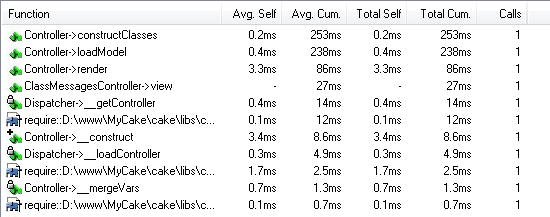 Function Avg. Self Avg. Cum. Total Self Total Cum. Calls
Controller->constructClasses 0.2ms 253ms 0.2ms 253ms 1
Controller->loadModel 0.4ms 238ms 0.4ms 238ms 1
Controller->render 3.3ms 86ms 3.3ms 86ms 1
ClassMessagesController->view - 27ms - 27ms 1
Dispatcher->__getController 0.4ms 14ms 0.4ms 14ms 1
require::D:\www\MyCake\cake\libs\c... 0.1ms 12ms 0.1ms 12ms 1
Controller->__construct 3.4ms 8.6ms 3.4ms 8.6ms 1
Dispatcher->__loadController 0.3ms 4.9ms 0.3ms 4.9ms 1
require::D:\www\MyCake\cake\libs\c... 1.7ms 2.5ms 1.7ms 2.5ms 1
Controller->__mergeVars 0.7ms 1.3ms 0.7ms 1.3ms 1
require::D:\www\MyCake\cake\libs\c... 0.1ms 0.7ms 0.1ms 0.7ms 1